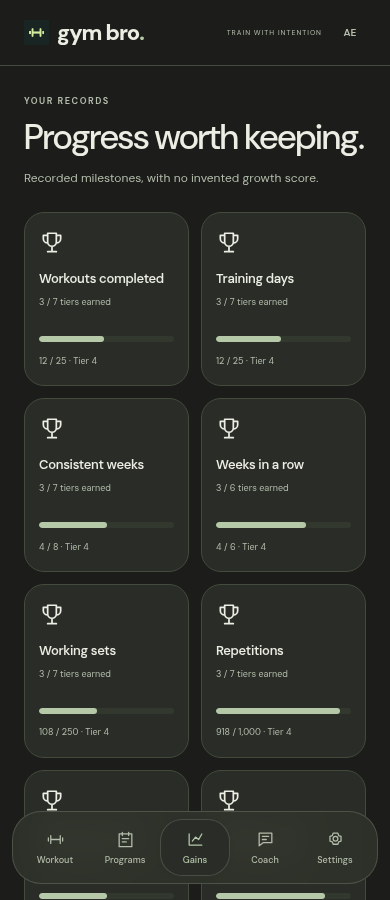 gym bro.
TRAIN WITH INTENTION
AE
YOUR RECORDS
Progress worth keeping.
Recorded milestones, with no invented growth score.
Workouts completed
3 / 7 tiers earned
12 / 25 · Tier 4
Training days
3 / 7 tiers earned
12 / 25 · Tier 4
Consistent weeks
3 / 7 tiers earned
4 / 8 · Tier 4
Weeks in a row
3 / 6 tiers earned
4 / 6 · Tier 4
Working sets
3 / 7 tiers earned
108 / 250 · Tier 4
Repetitions
3 / 7 tiers earned
918 / 1,000 · Tier 4
Workout
Programs
Gains
Coach
Settings